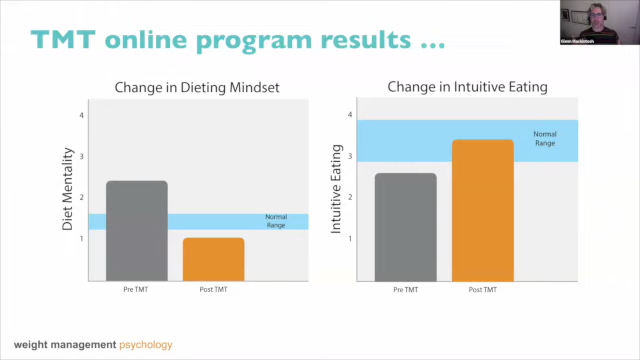 TMT online program results ...
Change in Dieting Mindset
Diet Mentality
4
3
2
1
Normal
Range
Pre TMT
Post TMT
Change in Intuitive Eating
Intuitive Eating
4
3
2
1
Normal
Range
Pre TMT
Post TMT
weight management psychology
Glenn Mackintosh